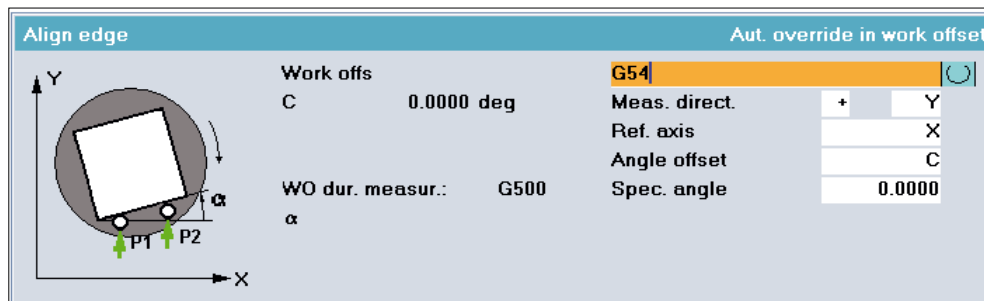 Align edge Aut. override in work offset
Y
α
P1 P2
X
Work offs G54
C 0.0000 deg Meas. direct. + Y
Ref. axis X
Angle offset C
WO dur. measur.: G500 Spec. angle 0.0000
α